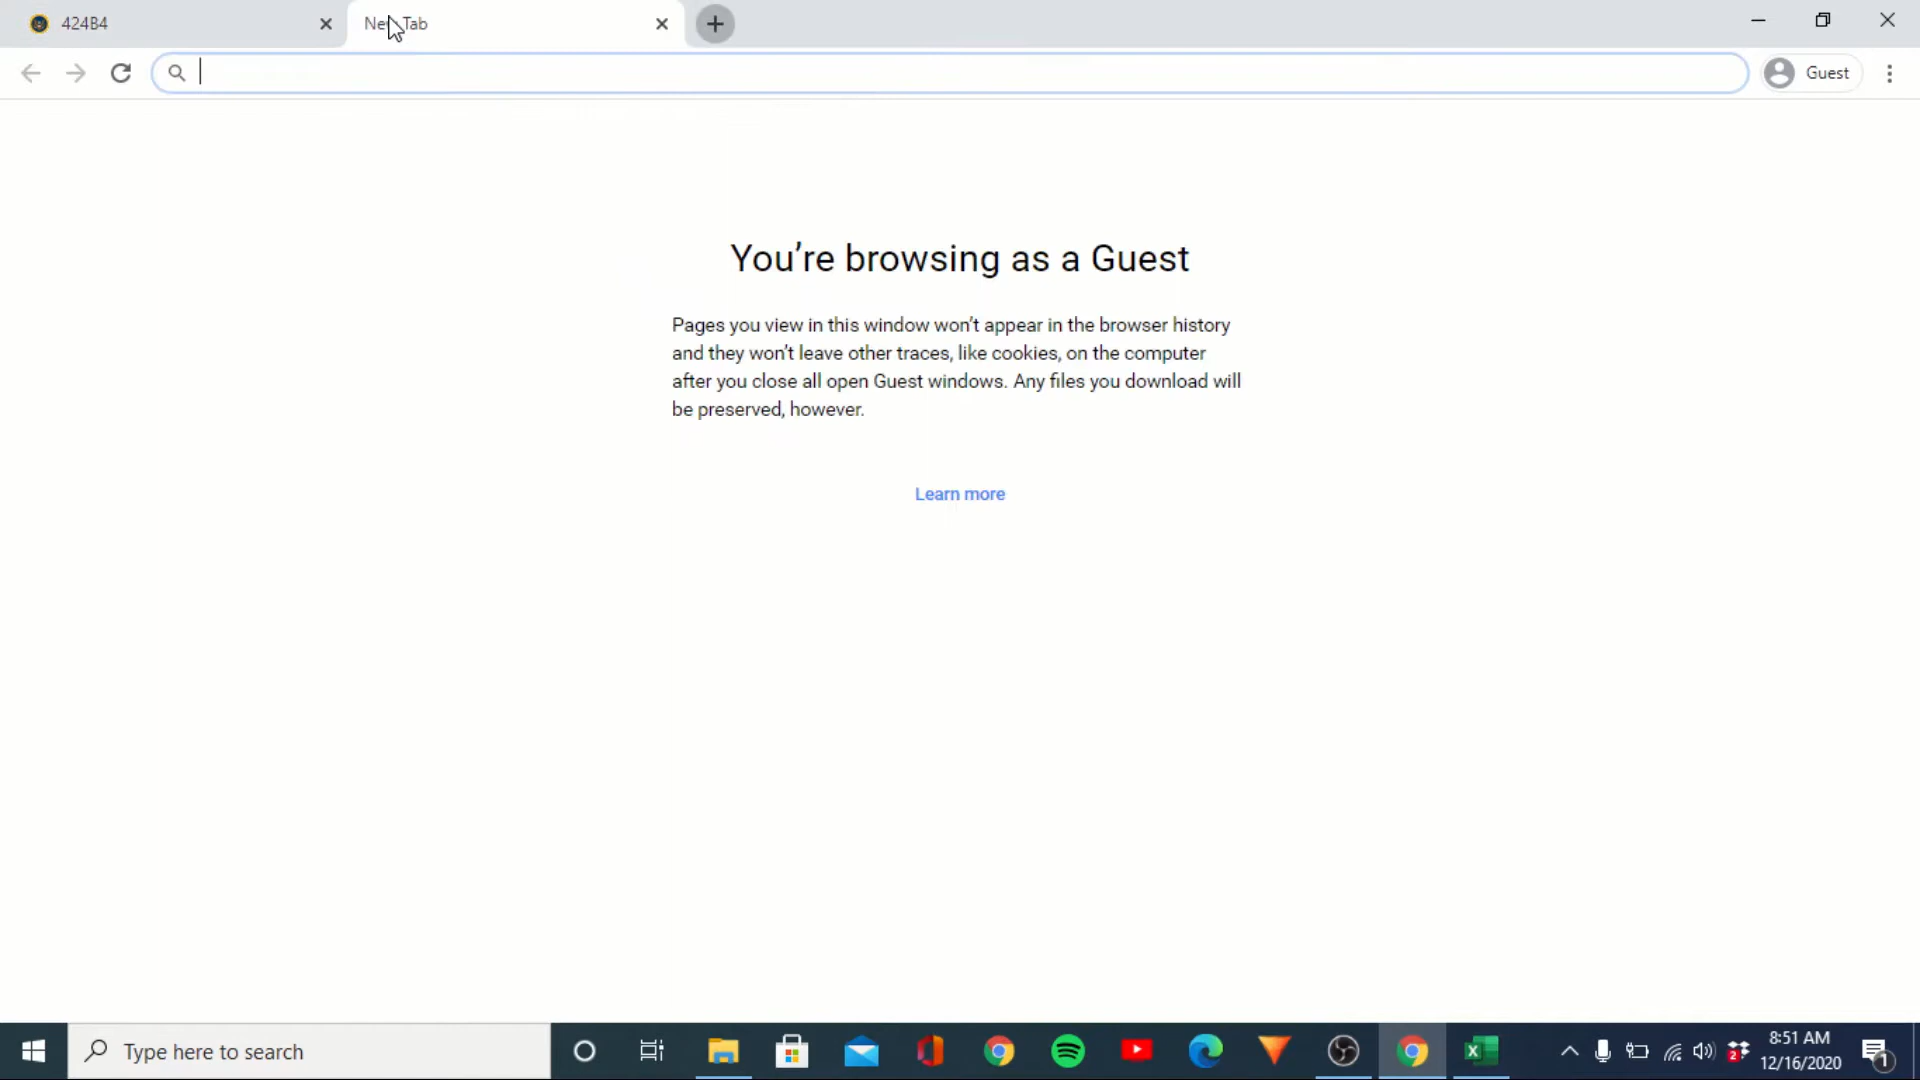 424B4
New Tab
Guest
You're browsing as a Guest
Pages you view in this window won't appear in the browser history
and they won't leave other traces, like cookies, on the computer
after you close all open Guest windows. Any files you download will
be preserved, however.
Learn more
Type here to search
2
8:51 AM
12/16/2020
1